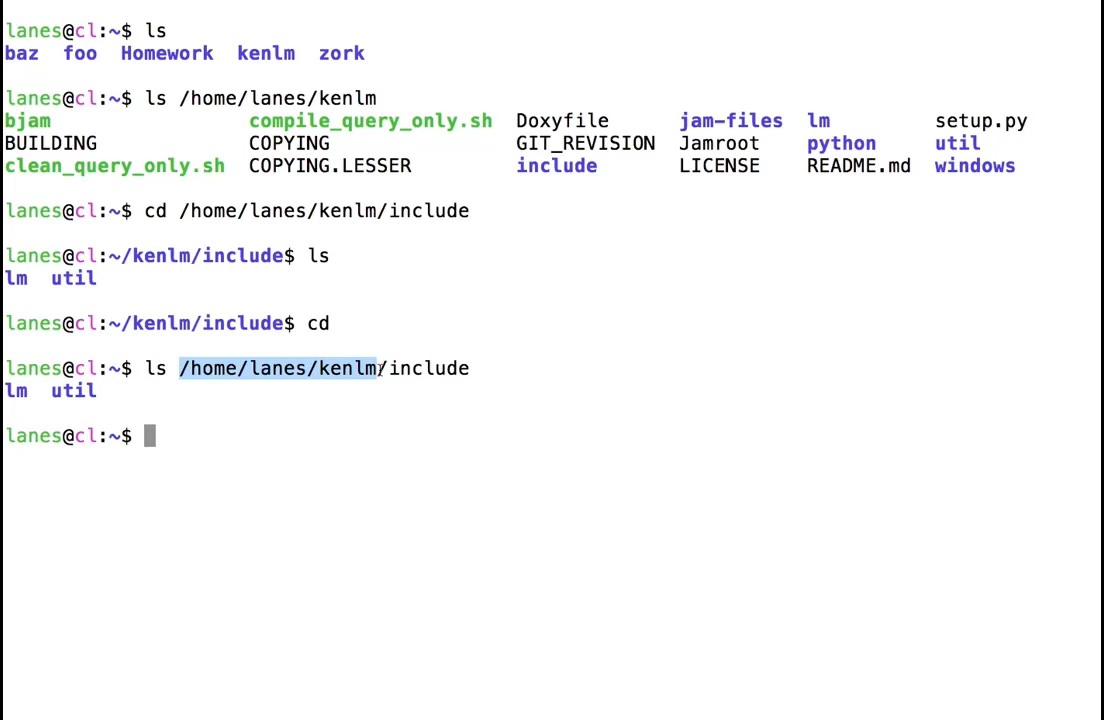 lanes@cl:~$ ls
baz  foo  Homework  kenlm  zork
lanes@cl:~$ ls /home/lanes/kenlm
bjam                 compile_query_only.sh  Doxyfile      jam-files  lm         setup.py
BUILDING             COPYING                GIT_REVISION  Jamroot    python     util
clean_query_only.sh  COPYING.LESSER         include       LICENSE    README.md  windows
lanes@cl:~$ cd /home/lanes/kenlm/include
lanes@cl:~/kenlm/include$ ls
lm  util
lanes@cl:~/kenlm/include$ cd
lanes@cl:~$ ls /home/lanes/kenlm/include
lm  util
lanes@cl:~$